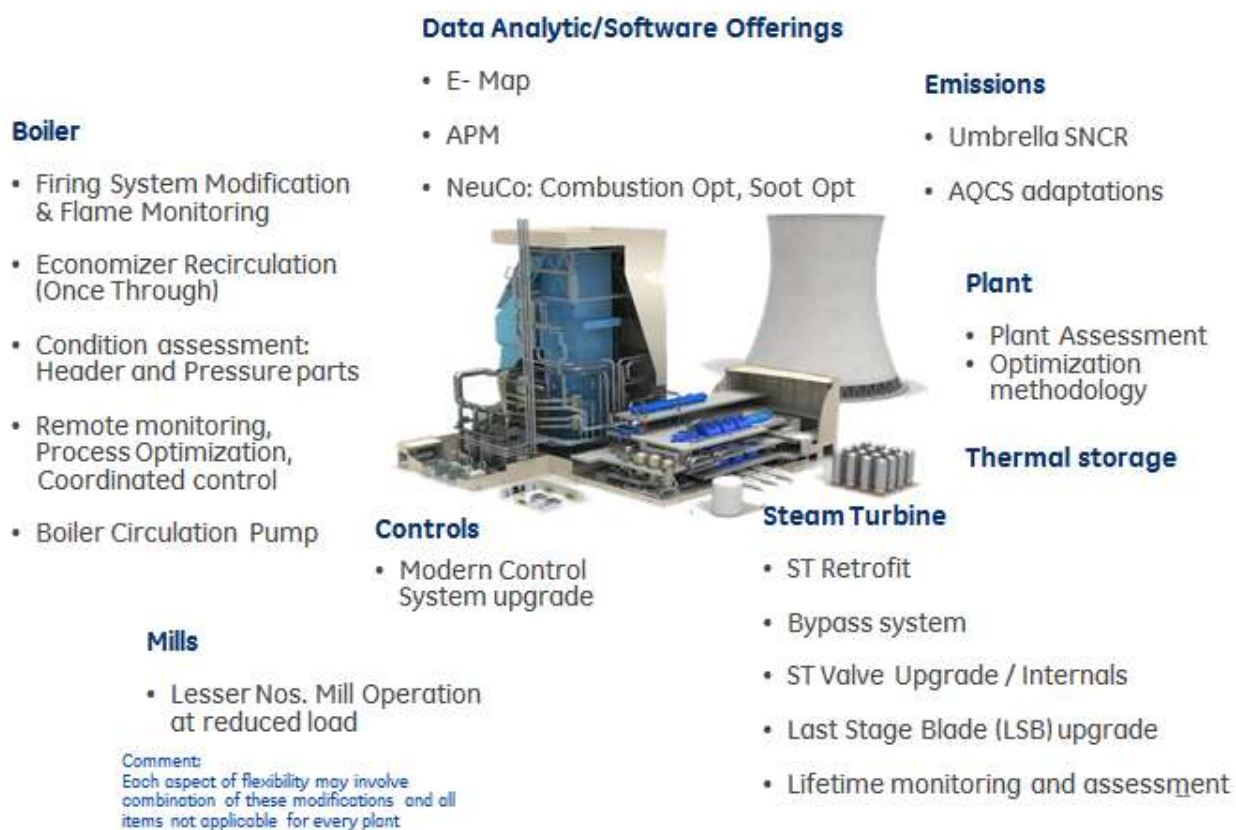 Data Analytic/Software Offerings
• E- Map
• APM
• NeuCo: Combustion Opt, Soot Opt
Emissions
• Umbrella SNCR
• AQCS adaptations
Boiler
• Firing System Modification
& Flame Monitoring
• Economizer Recirculation
(Once Through)
• Condition assessment:
Header and Pressure parts
• Remote monitoring,
Process Optimization,
Coordinated control
• Boiler Circulation Pump
Plant
• Plant Assessment
• Optimization
methodology
Thermal storage
Controls
• Modern Control
System upgrade
Steam Turbine
• ST Retrofit
• Bypass system
• ST Valve Upgrade / Internals
• Last Stage Blade (LSB) upgrade
• Lifetime monitoring and assessment
Mills
• Lesser Nos. Mill Operation
at reduced load
Comment:
Each aspect of flexibility may involve
combination of these modifications and all
items not applicable for every plant